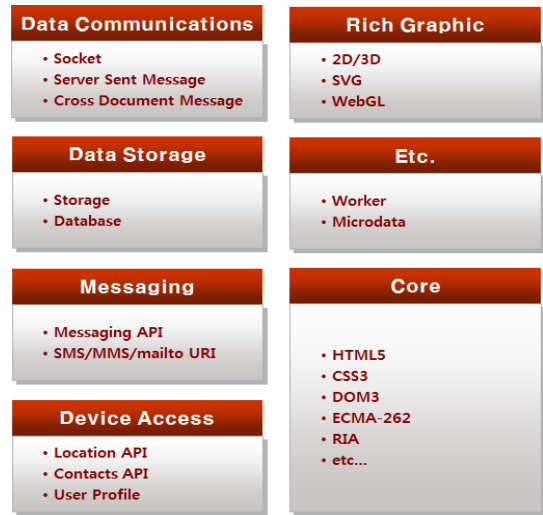 Data Communications
• Socket
• Server Sent Message
• Cross Document Message
Data Storage
• Storage
• Database
Messaging
• Messaging API
• SMS/MMS/mailto URI
Device Access
• Location API
• Contacts API
• User Profile
Rich Graphic
• 2D/3D
• SVG
• WebGL
Etc.
• Worker
• Microdata
Core
• HTML5
• CSS3
• DOM3
• ECMA-262
• RIA
• etc...